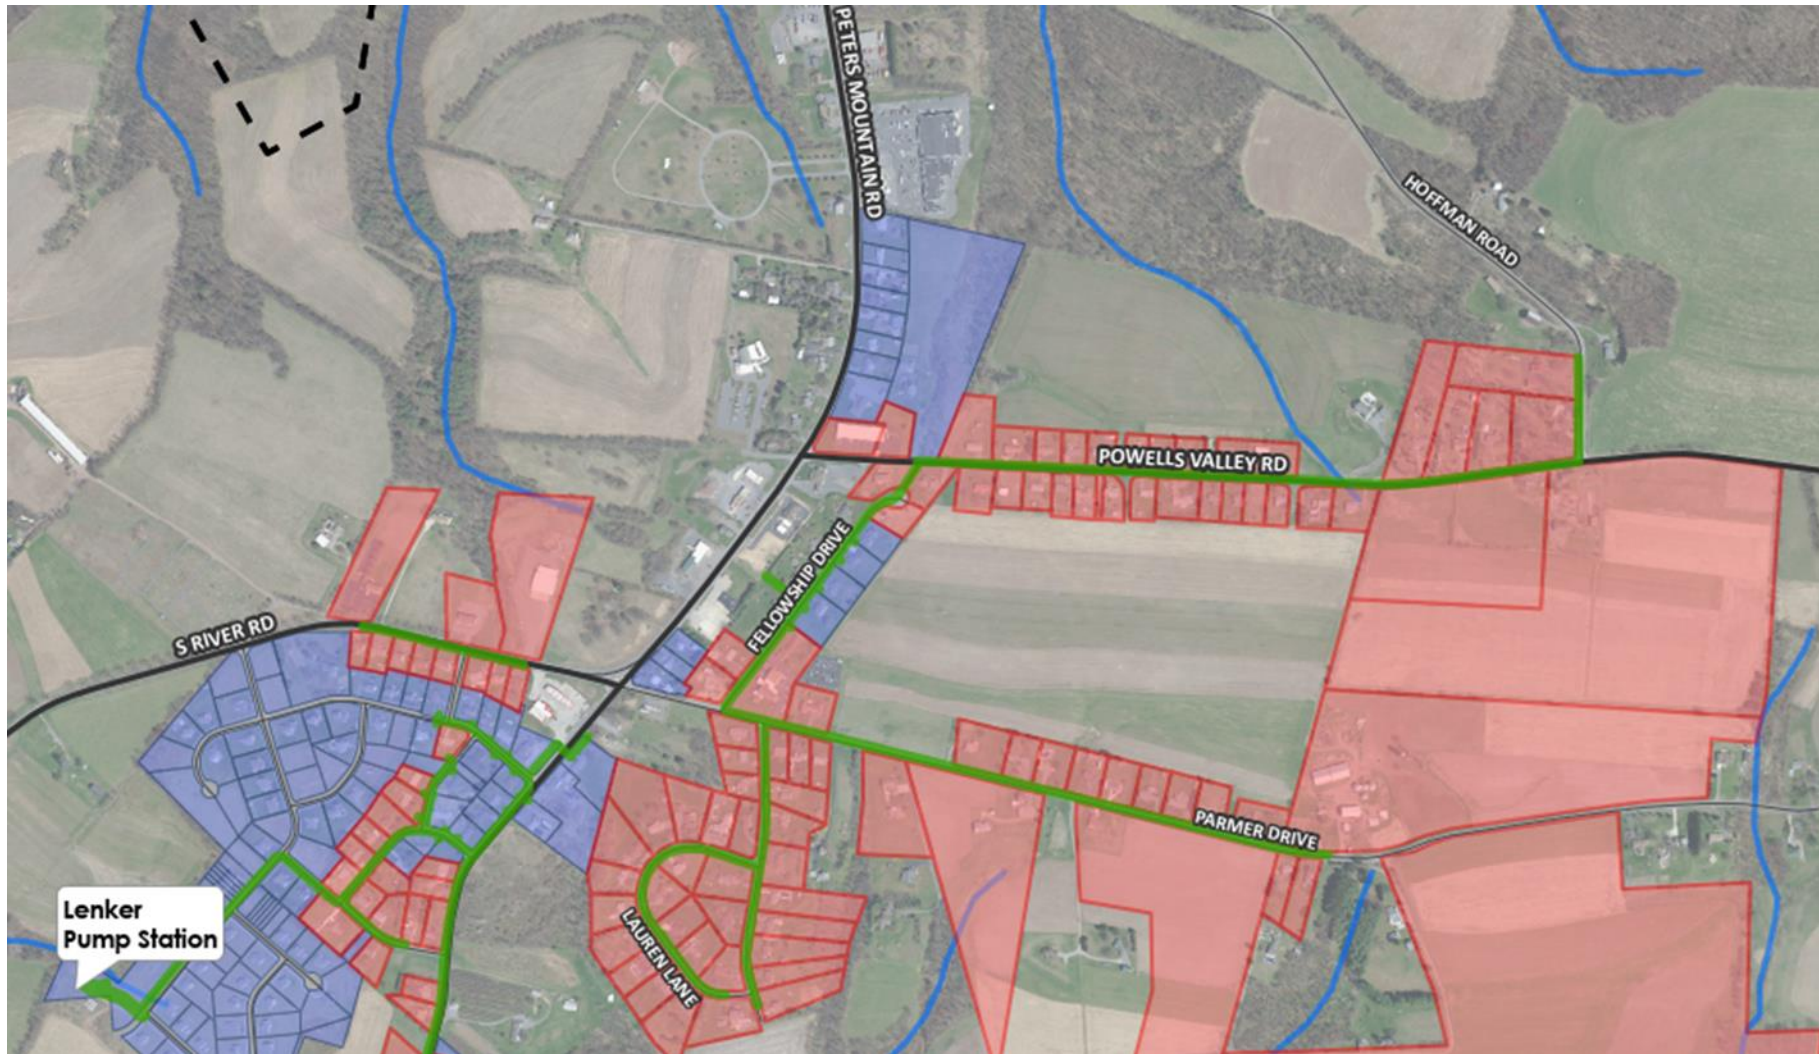 PETERS MOUNTAIN RD
HOFFMAN ROAD
POWELLS VALLEY RD
FELLOWSHIP DRIVE
S RIVER RD
PARMER DRIVE
Lenker
Pump Station
LAUREN LANE